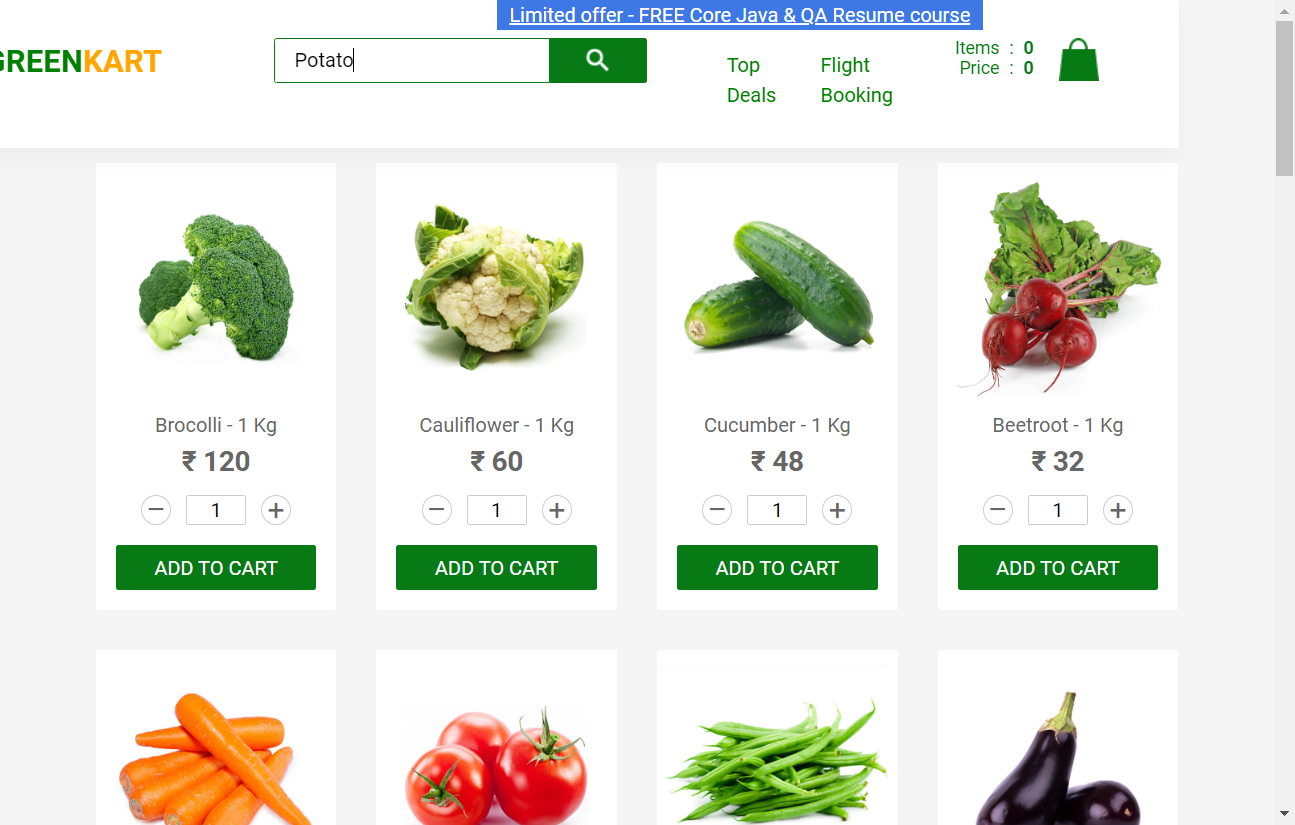 Limited offer - FREE Core Java & QA Resume course
GREENKART
Potato
Top Deals
Flight Booking
Items : 0
Price : 0
Brocolli - 1 Kg
₹ 120
− 1 +
ADD TO CART
Cauliflower - 1 Kg
₹ 60
− 1 +
ADD TO CART
Cucumber - 1 Kg
₹ 48
− 1 +
ADD TO CART
Beetroot - 1 Kg
₹ 32
− 1 +
ADD TO CART